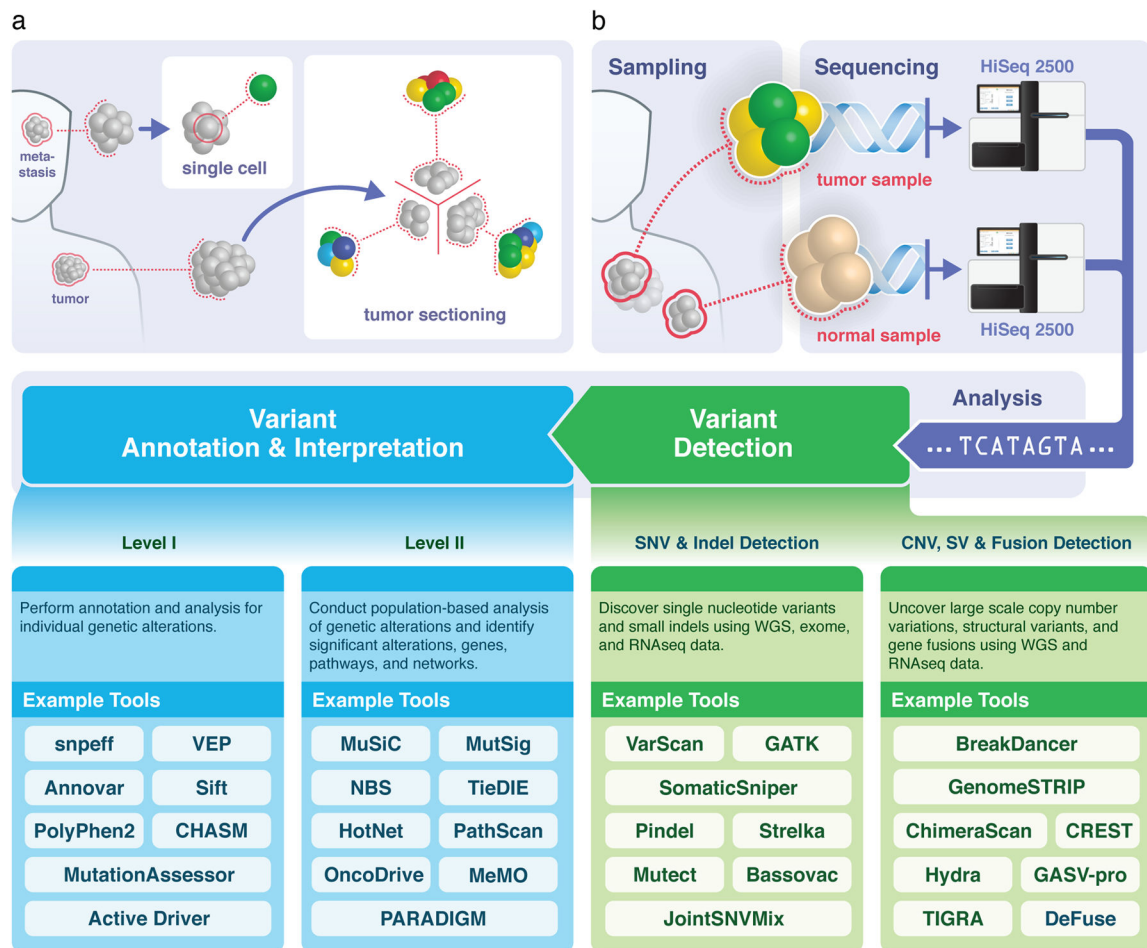 a
meta-
stasis
single cell
tumor
tumor sectioning
b
Sampling
Sequencing
HiSeq 2500
tumor sample
normal sample
HiSeq 2500
Analysis
... TCATAGTA ...
Variant
Annotation & Interpretation
Variant
Detection
Level I
Level II
SNV & Indel Detection
CNV, SV & Fusion Detection
Perform annotation and analysis for
individual genetic alterations.
Example Tools
snpeff
VEP
Annovar
Sift
PolyPhen2
CHASM
MutationAssessor
Active Driver
Conduct population-based analysis
of genetic alterations and identify
significant alterations, genes,
pathways, and networks.
Example Tools
MuSiC
MutSig
NBS
TieDIE
HotNet
PathScan
OncoDrive
MeMO
PARADIGM
Discover single nucleotide variants
and small indels using WGS, exome,
and RNAseq data.
Example Tools
VarScan
GATK
SomaticSniper
Pindel
Strelka
Mutect
Bassovac
JointSNVMix
Uncover large scale copy number
variations, structural variants, and
gene fusions using WGS and
RNAseq data.
Example Tools
BreakDancer
GenomeSTRIP
ChimeraScan
CREST
Hydra
GASV-pro
TIGRA
DeFuse